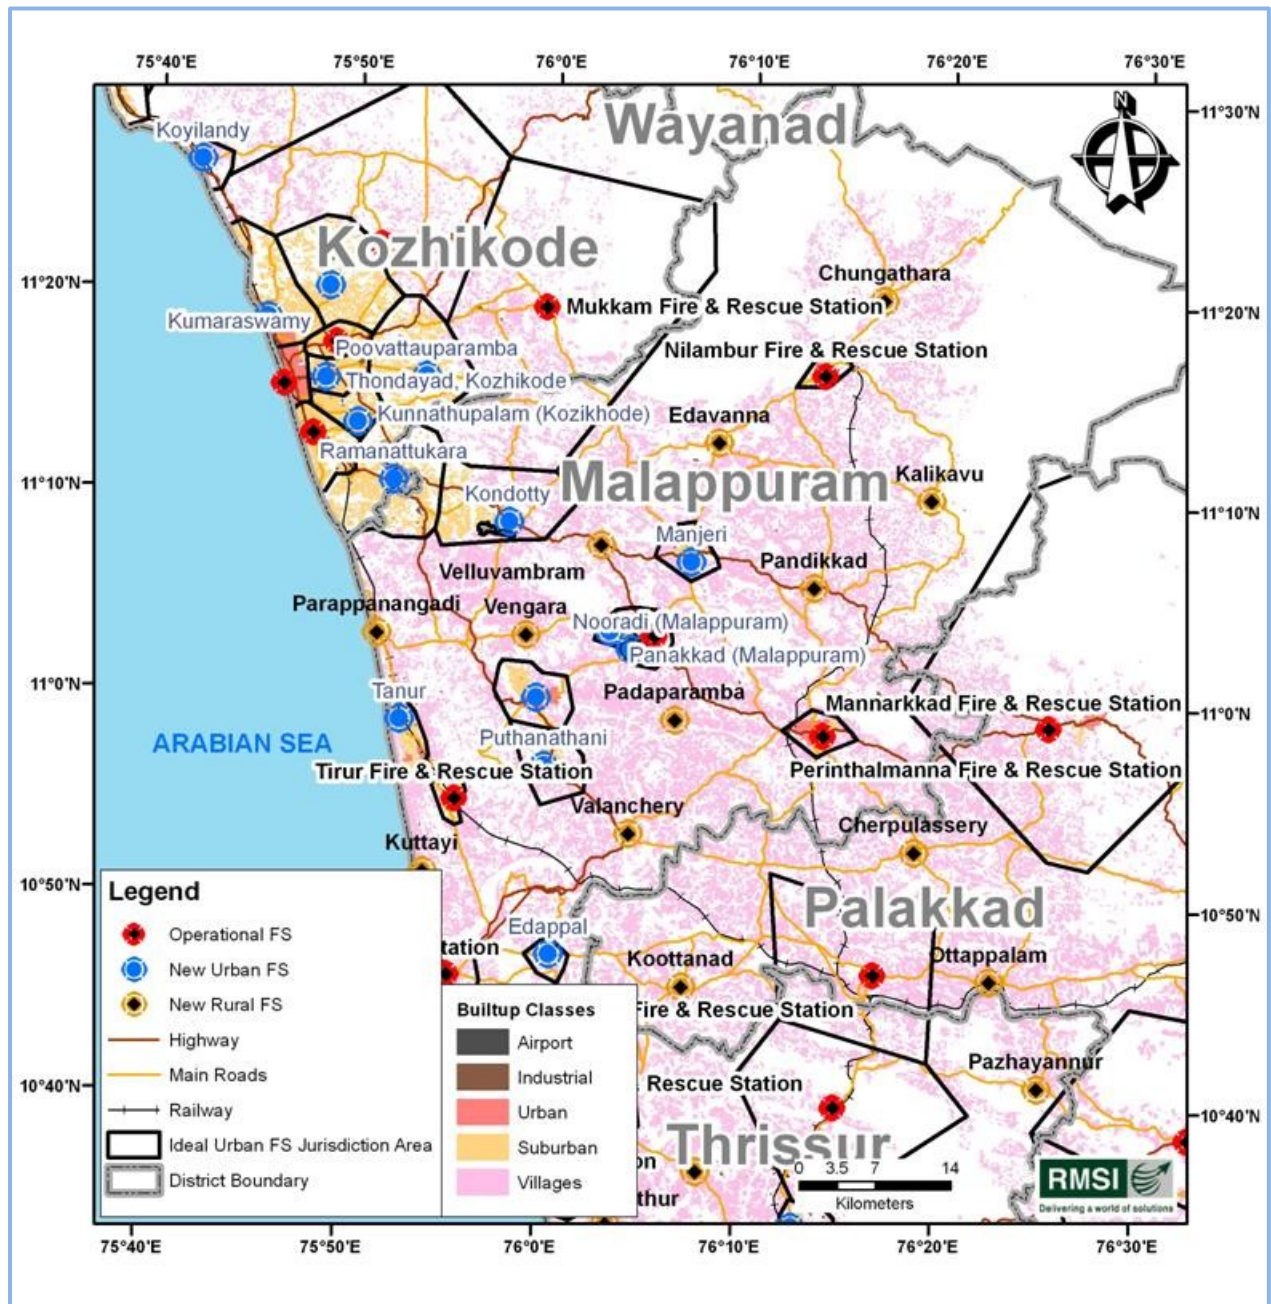 75°40'E 75°50'E 76°0'E 76°10'E 76°20'E 76°30'E
N
11°30'N
Wayanad
Koyilandy
Kozhikode
Chungathara
11°20'N
11°20'N
Mukkam Fire & Rescue Station
Kumaraswamy
Poovattauparamba
Nilambur Fire & Rescue Station
Thondayad, Kozhikode
Kunnathupalam (Kozikhode)
Edavanna
Ramanattukara
Kalikavu
11°10'N
Kondotty
Malappuram
11°10'N
Manjeri
Pandikkad
Velluvambram
Parappanangadi
Vengara
Nooradi (Malappuram)
Panakkad (Malappuram)
11°0'N
Tanur
Padaparamba
Mannarkkad Fire & Rescue Station
11°0'N
ARABIAN SEA
Puthanathani
Tirur Fire & Rescue Station
Perinthalmanna Fire & Rescue Station
Valanchery
Cherpulassery
Kuttayi
10°50'N
Palakkad
10°50'N
Edappal
tation
Koottanad
Ottappalam
Fire & Rescue Station
Pazhayannur
Rescue Station
10°40'N
10°40'N
Thrissur
on
thur
Legend
Operational FS
New Urban FS
New Rural FS
Highway
Main Roads
Railway
Ideal Urban FS Jurisdiction Area
District Boundary
Builtup Classes
Airport
Industrial
Urban
Suburban
Villages
0 3.5 7 14
Kilometers
RMSI
Delivering a world of solutions
75°40'E 75°50'E 76°0'E 76°10'E 76°20'E 76°30'E